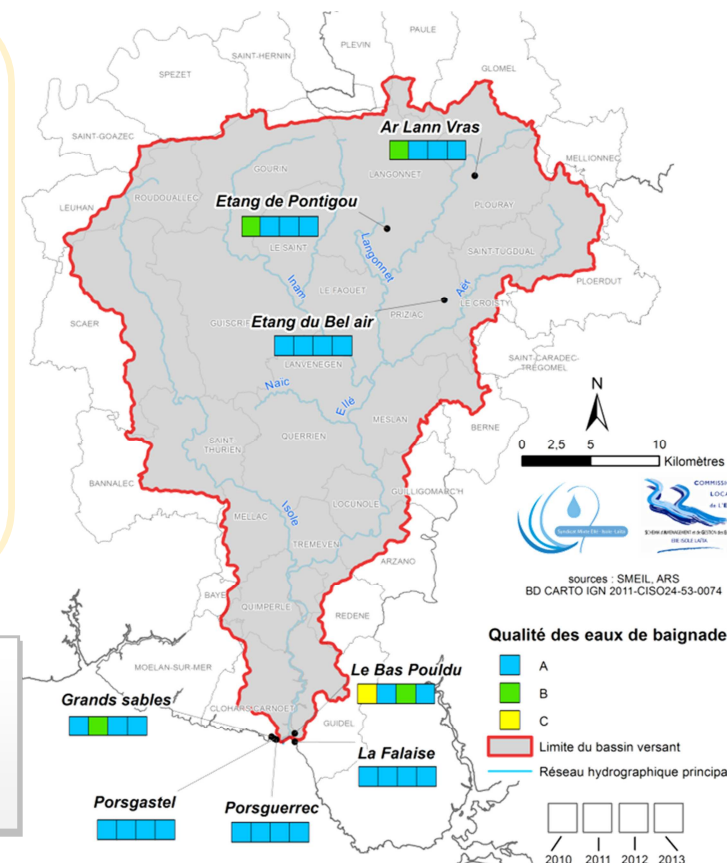 PAULE
PLEVIN
SAINT-HERNIN
GLOMEL
SPEZET
Ar Lann Vras
SAINT-GOAZEC
MELLIONNEC
GOURIN
LANGONNET
LEUHAN
ROUDOUALLEC
Etang de Pontigou
PLOURAY
Langonnet
SAINT-TUGDUAL
LE SAINT
PLOERDUT
Inam
LE FAOUET
Aër
LE CROISTY
PRIZIAC
SCAER
GUISCRIF
Etang du Bel air
SAINT-CARADEC-
TREGOMEL
LANVENEGEN
Naic
Ellé
N
MESLAN
BERNE
QUERRIEN
SAINT-
THURIEN
0 2,5 5 10
Kilomètres
BANNALEC
GUILLIGOMARC'H
LOCUNOLE
Isole
MELLAC
TREMEVEN
ARZANO
sources : SMEIL, ARS
BD CARTO IGN 2011-CISO24-53-0074
BAYE
QUIMPERLE
REDENE
Qualité des eaux de baignade
MOELAN-SUR-MER
A
Le Bas Pouldu
B
Grands sables
C
CLOHARS-CARNOET
GUIDEL
Limite du bassin versant
La Falaise
Réseau hydrographique principa
Porsgastel
Porsguerrec
2010 2011 2012 2013